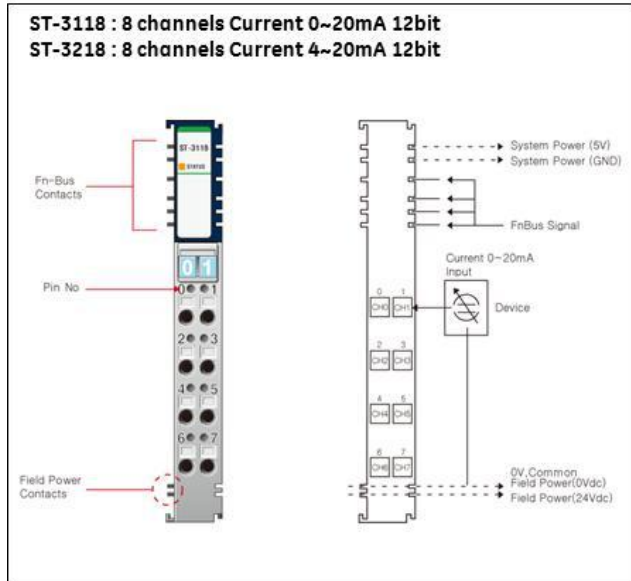 ST-3118 : 8 channels Current 0~20mA 12bit
ST-3218 : 8 channels Current 4~20mA 12bit
ST-3118
STATUS
Fn-Bus
Contacts
0 1
Pin No
0 1
2 3
4 5
6 7
Field Power
Contacts
System Power (5V)
System Power (GND)
FnBus Signal
Current 0~20mA
Input
Device
0 1
CH0 CH1
2 3
CH2 CH3
4 5
CH4 CH5
6 7
CH6 CH7
0V,Common
Field Power(0Vdc)
Field Power(24Vdc)